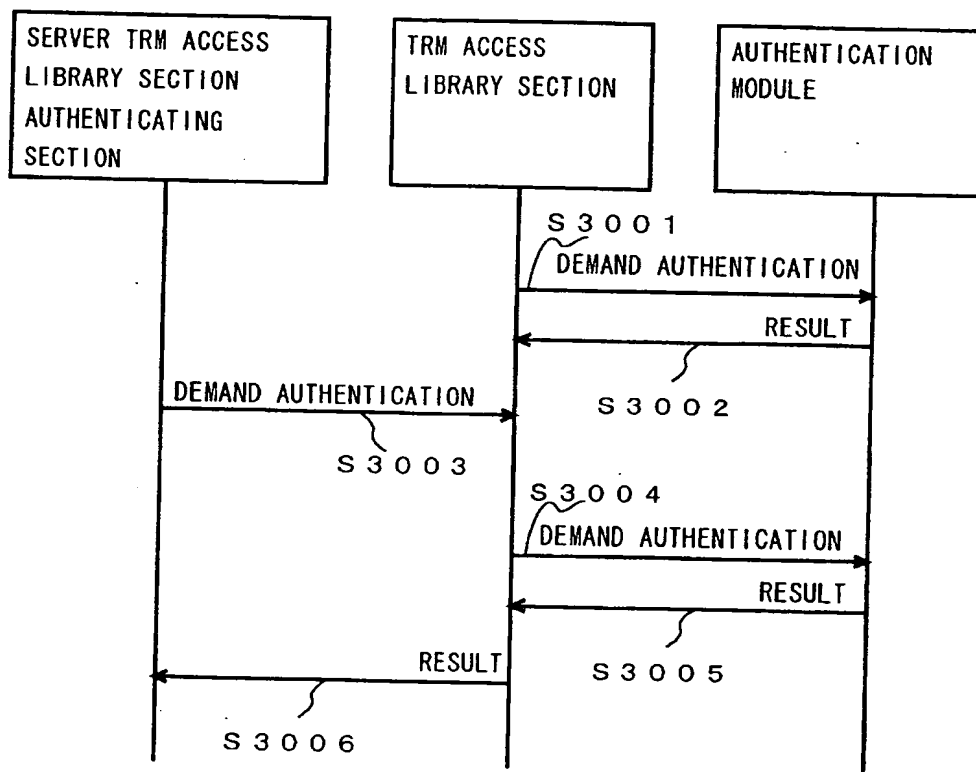 SERVER TRM ACCESS
LIBRARY SECTION
AUTHENTICATING
SECTION
TRM ACCESS
LIBRARY SECTION
AUTHENTICATION
MODULE
S3001
DEMAND AUTHENTICATION
RESULT
S3002
DEMAND AUTHENTICATION
S3003
S3004
DEMAND AUTHENTICATION
RESULT
S3005
RESULT
S3006